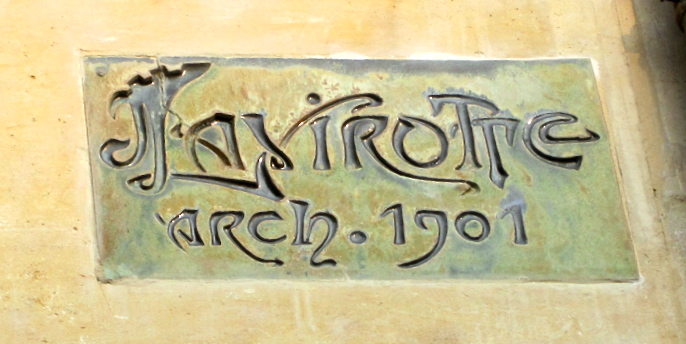 J Lavirotte
arch. 1901